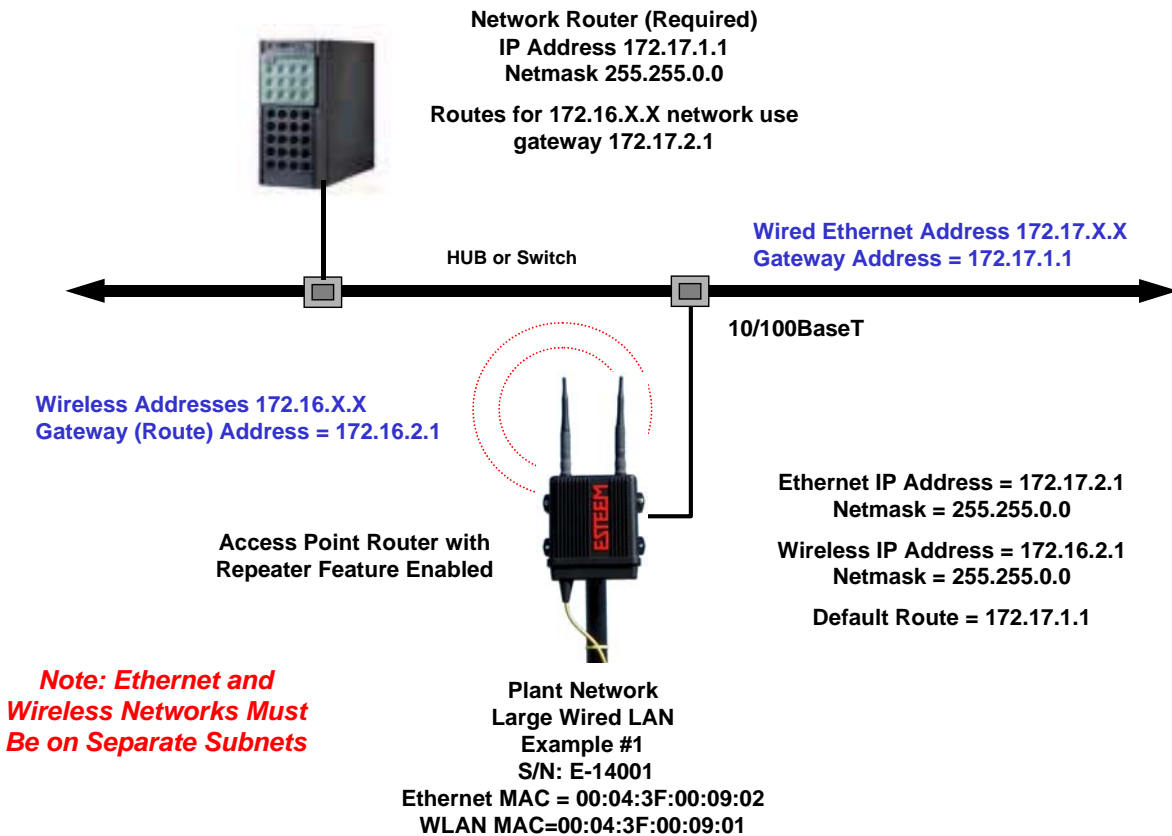 Network Router (Required)
IP Address 172.17.1.1
Netmask 255.255.0.0
Routes for 172.16.X.X network use
gateway 172.17.2.1
Wired Ethernet Address 172.17.X.X
Gateway Address = 172.17.1.1
HUB or Switch
10/100BaseT
Wireless Addresses 172.16.X.X
Gateway (Route) Address = 172.16.2.1
ESTEEM
Access Point Router with
Repeater Feature Enabled
Ethernet IP Address = 172.17.2.1
Netmask = 255.255.0.0
Wireless IP Address = 172.16.2.1
Netmask = 255.255.0.0
Default Route = 172.17.1.1
Note: Ethernet and
Wireless Networks Must
Be on Separate Subnets
Plant Network
Large Wired LAN
Example #1
S/N: E-14001
Ethernet MAC = 00:04:3F:00:09:02
WLAN MAC=00:04:3F:00:09:01